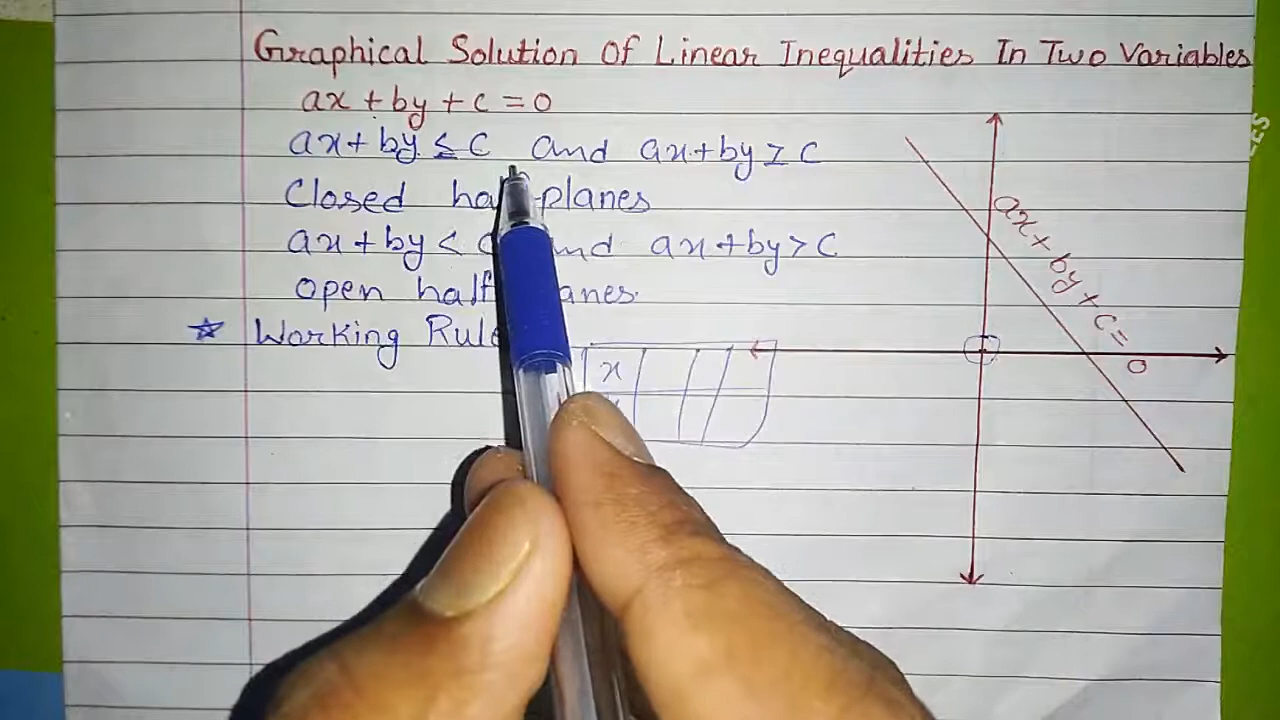 Graphical Solution Of Linear Inequalities In Two Variables
ax + by + c = 0
ax + by ≤ c and ax + by ≥ c
Closed planes
ax + by < and ax + by > c
Open half
☆ Working Rule
x
ax + by + c = 0